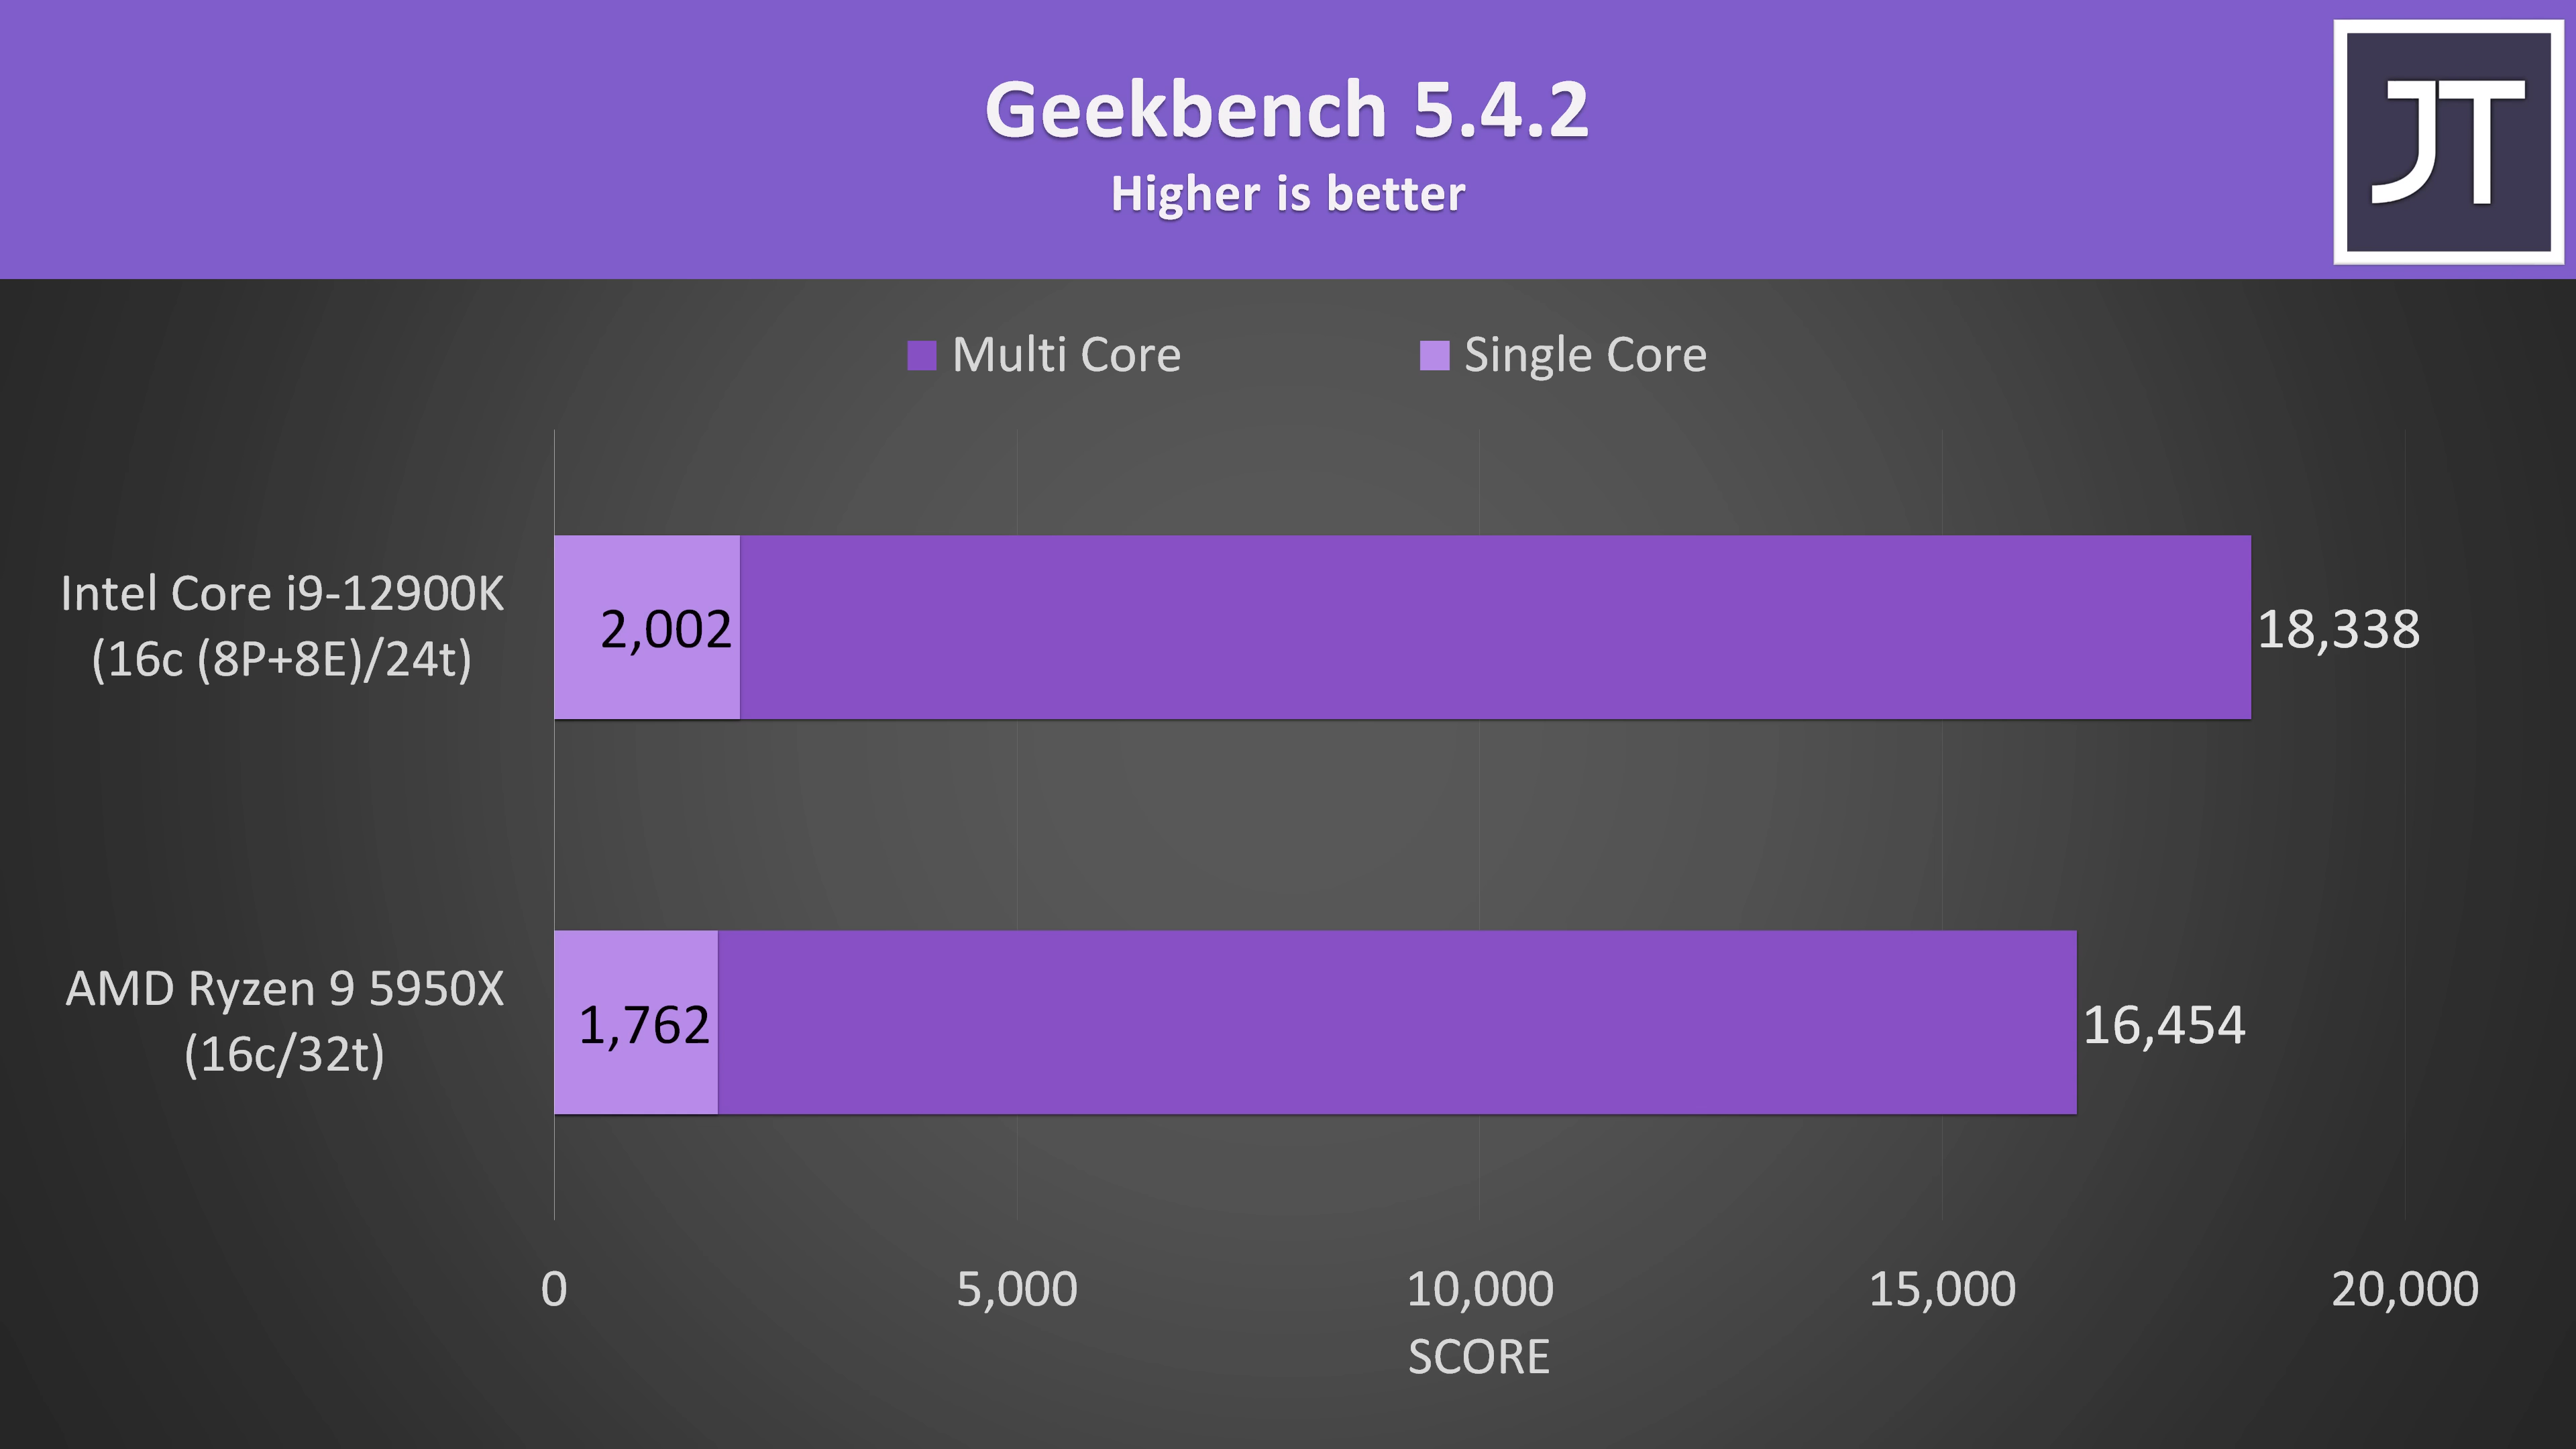 Geekbench 5.4.2
Higher is better
JT
Multi Core
Single Core
Intel Core i9-12900K
(16c (8P+8E)/24t)
2,002
18,338
AMD Ryzen 9 5950X
(16c/32t)
1,762
16,454
0
5,000
10,000
15,000
20,000
SCORE